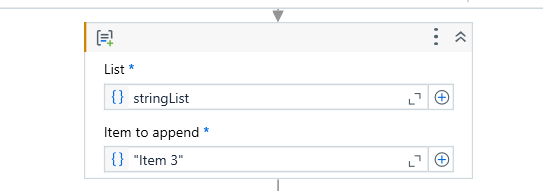 List *
{} stringList
Item to append *
{} "Item 3"